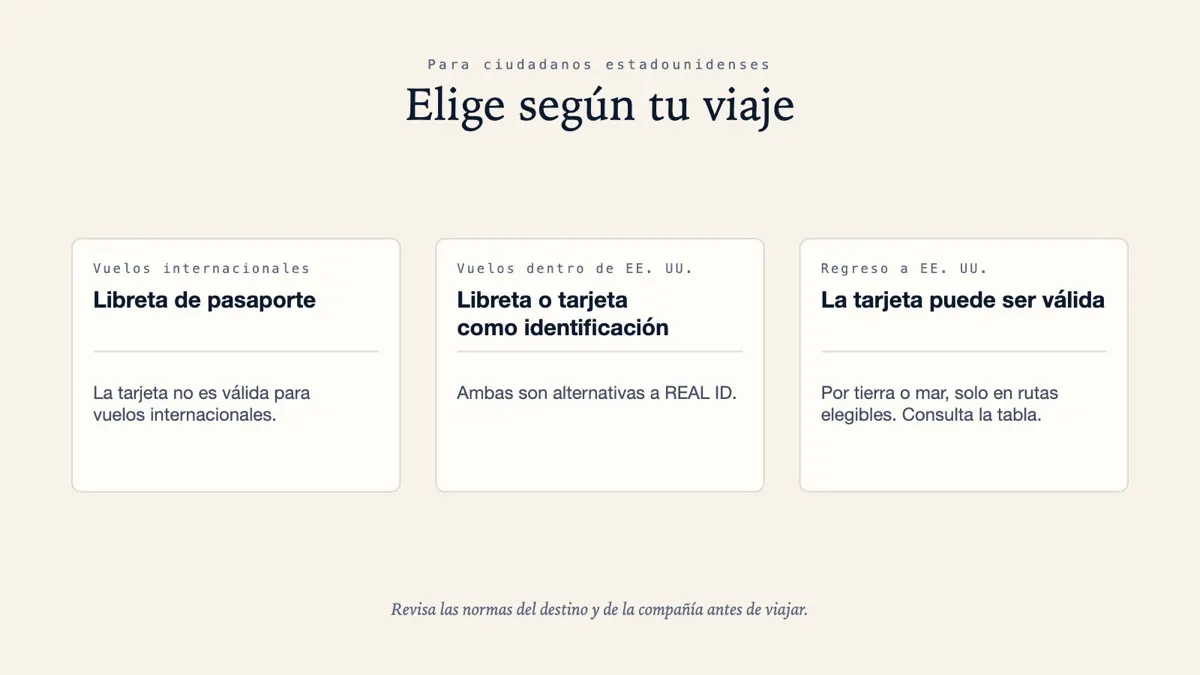 Para ciudadanos estadounidenses
Elige según tu viaje
Vuelos internacionales
Libreta de pasaporte
La tarjeta no es válida para
vuelos internacionales.
Vuelos dentro de EE. UU.
Libreta o tarjeta
como identificación
Ambas son alternativas a REAL ID.
Regreso a EE. UU.
La tarjeta puede ser válida
Por tierra o mar, solo en rutas
elegibles. Consulta la tabla.
Revisa las normas del destino y de la compañía antes de viajar.